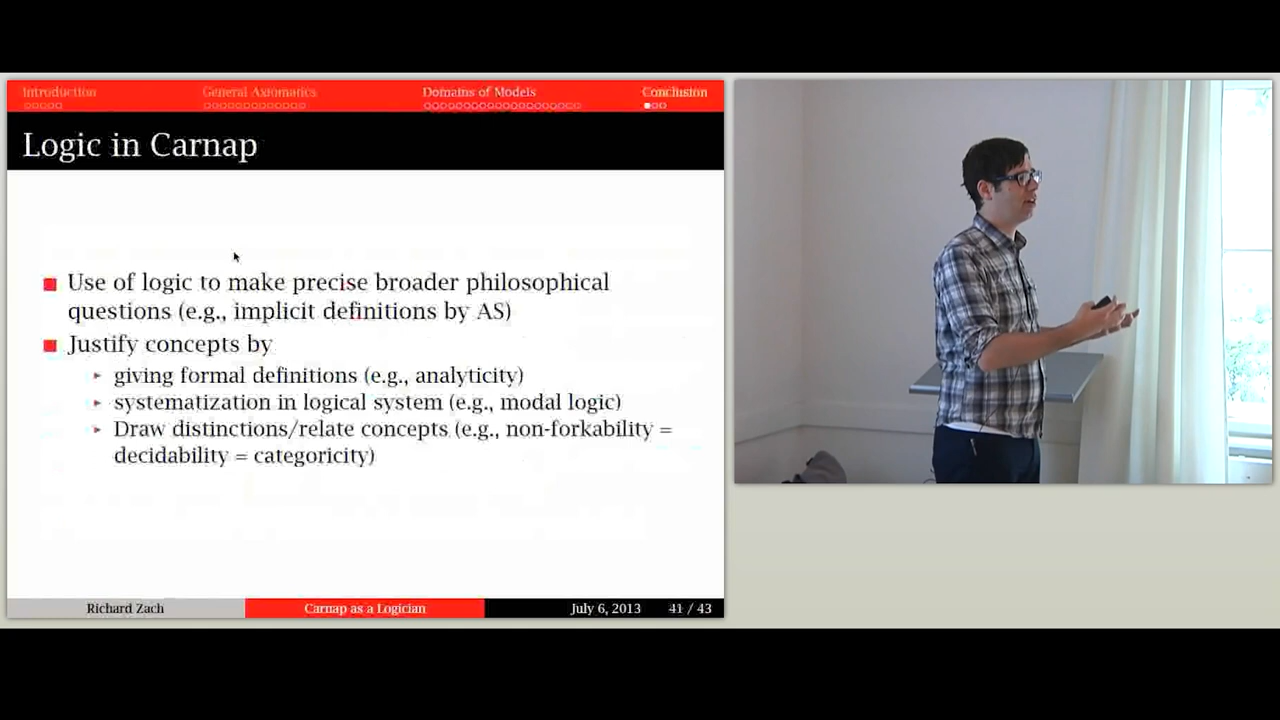 Introduction General Axiomatics Domains of Models Conclusion
Logic in Carnap
Use of logic to make precise broader philosophical
questions (e.g., implicit definitions by AS)
Justify concepts by
giving formal definitions (e.g., analyticity)
systematization in logical system (e.g., modal logic)
Draw distinctions/relate concepts (e.g., non-forkability =
decidability = categoricity)
Richard Zach Carnap as a Logician July 6, 2013 41 / 43